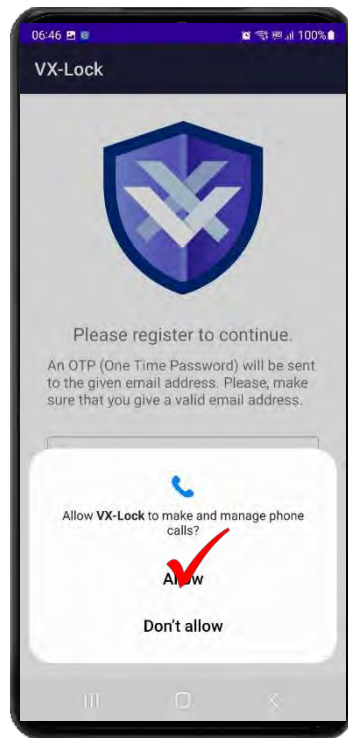 06:46 100%
VX-Lock
Please register to continue.
An OTP (One Time Password) will be sent
to the given email address. Please, make
sure that you give a valid email address.
Allow VX-Lock to make and manage phone
calls?
Allow
Don't allow